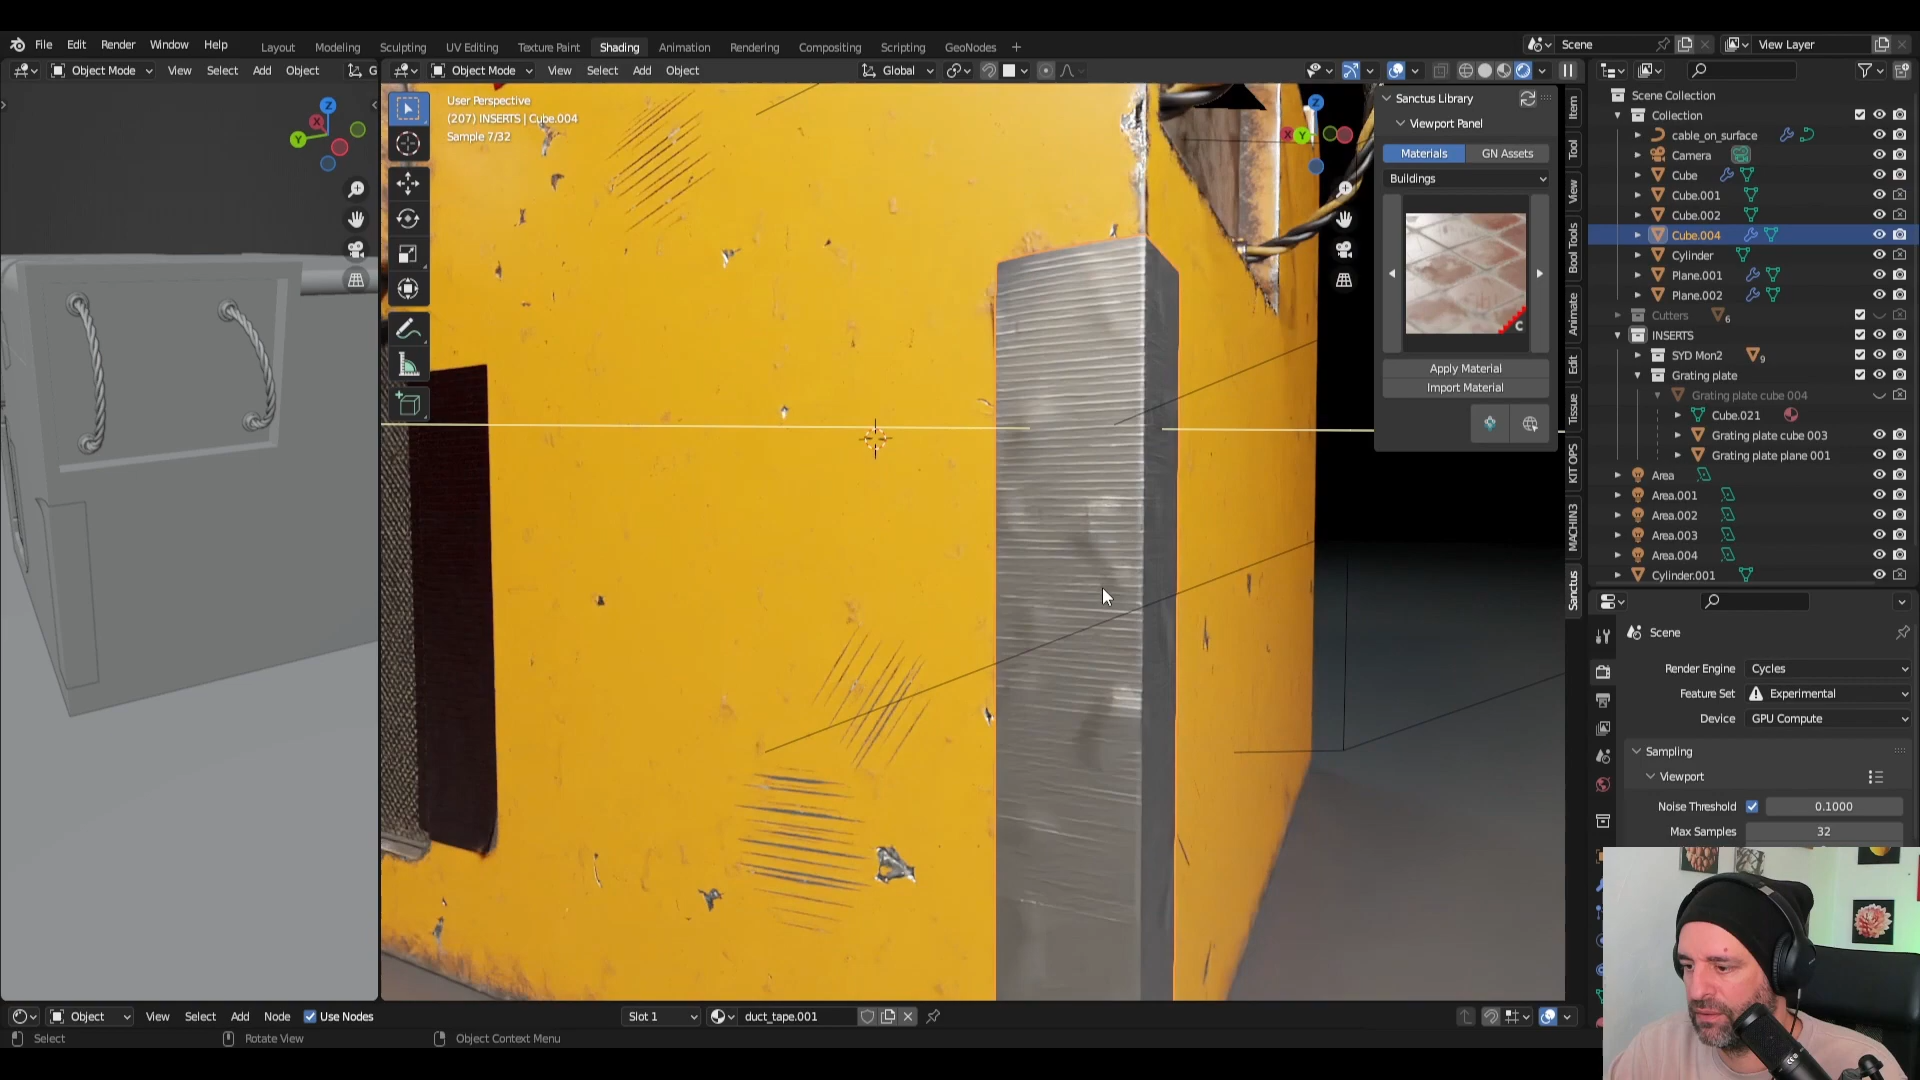 File Edit Render Window Help
Layout Modeling Sculpting UV Editing Texture Paint Shading Animation Rendering Compositing Scripting GeoNodes +
Scene
View Layer
Object Mode View Select Add Object G
Object Mode View Select Add Object
Global
User Perspective
(207) INSERTS | Cube.004
Sample 7/32
Z
X
Y
Z
X
Y
Sanctus Library
Viewport Panel
Materials GN Assets
Buildings
C
Apply Material
Import Material
Item
Tool
View
Bool Tools
Animate
Edit
Tissue
KIT OPS
MACHIN3
Sanctus
Scene Collection
Collection
cable_on_surface
Camera
Cube
Cube.001
Cube.002
Cube.004
Cylinder
Plane.001
Plane.002
Cutters 6
INSERTS
SYD Mon2 9
Grating plate
Grating plate cube 004
Cube.021
Grating plate cube 003
Grating plate plane 001
Area
Area.001
Area.002
Area.003
Area.004
Cylinder.001
Scene
Render Engine Cycles
Feature Set Experimental
Device GPU Compute
Sampling
Viewport
Noise Threshold 0.1000
Max Samples 32
Object View Select Add Node Use Nodes
Slot 1 duct_tape.001
Select Rotate View Object Context Menu